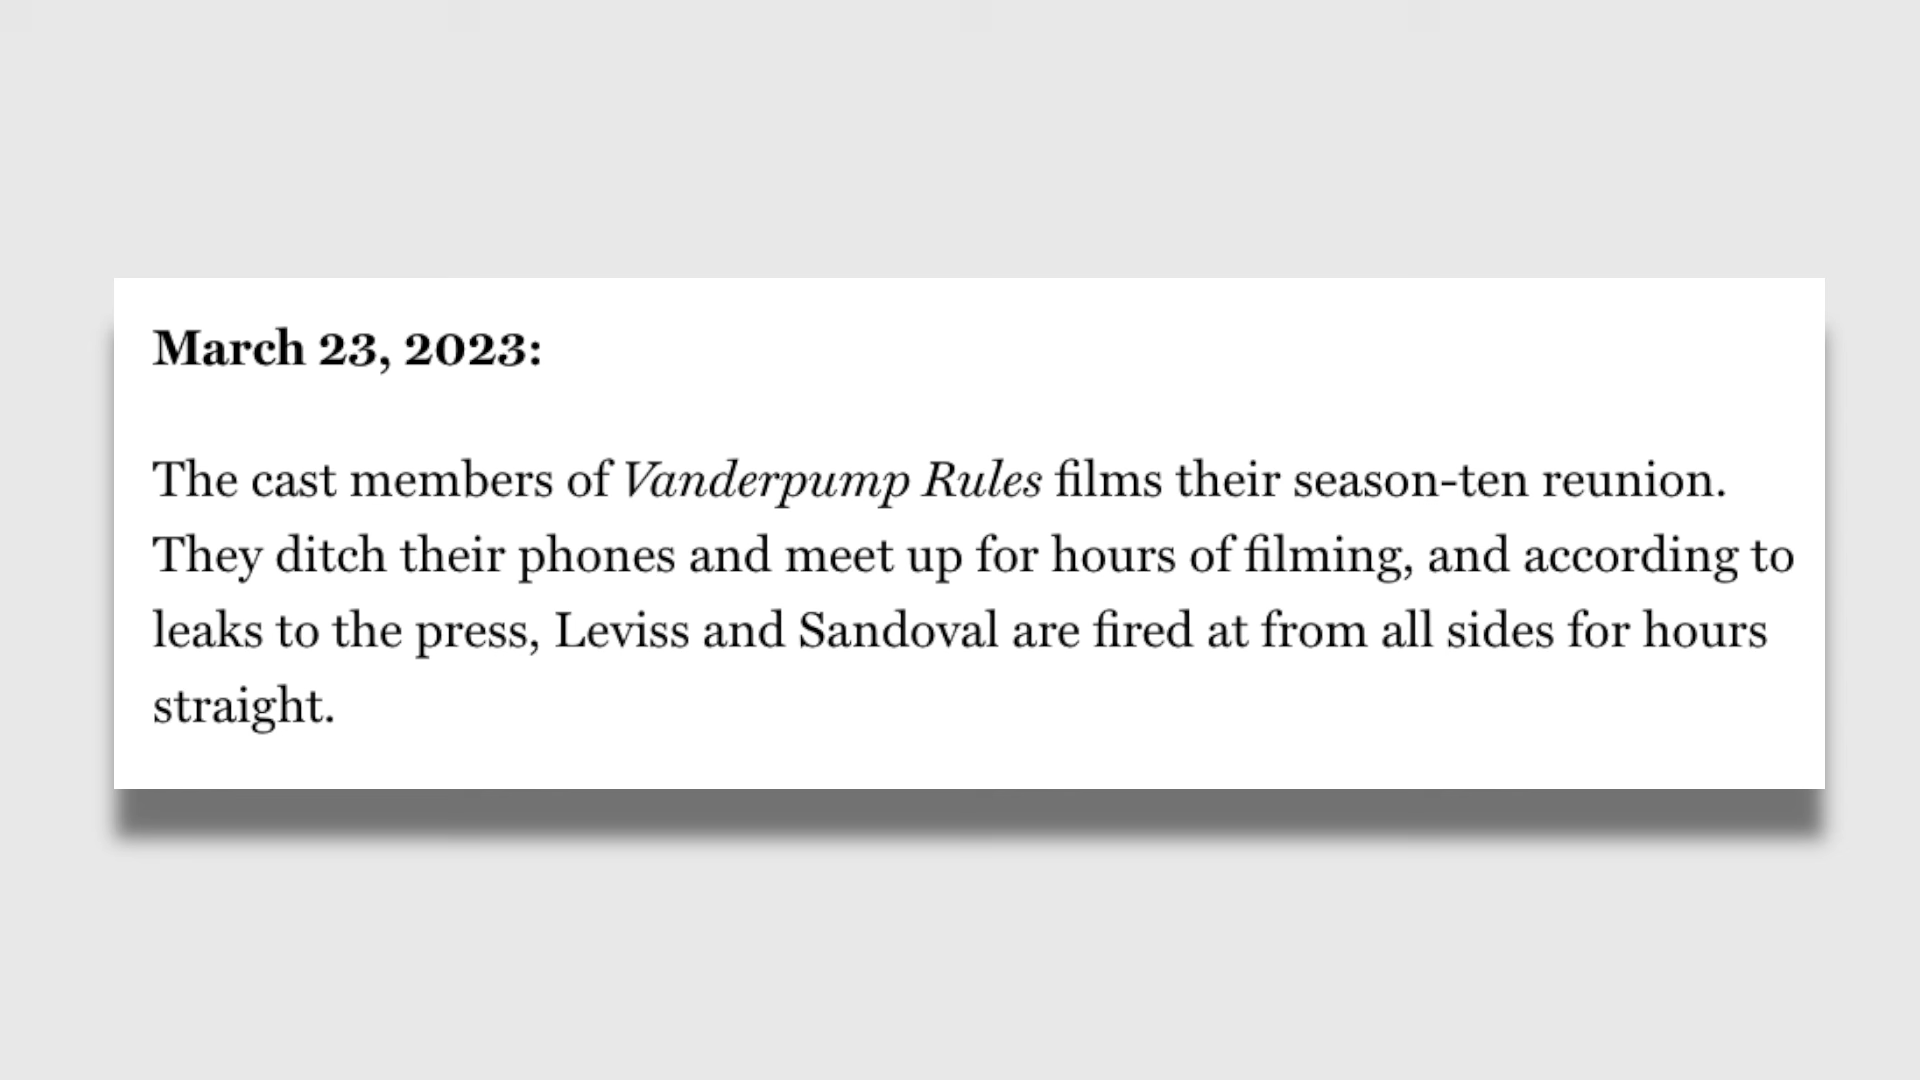 March 23, 2023:
The cast members of Vanderpump Rules films their season-ten reunion.
They ditch their phones and meet up for hours of filming, and according to
leaks to the press, Leviss and Sandoval are fired at from all sides for hours
straight.